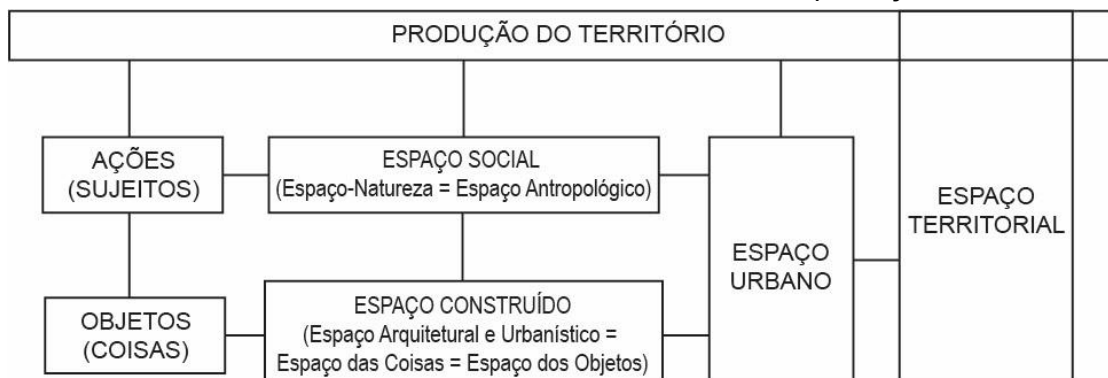 PRODUÇÃO DO TERRITÓRIO
AÇÕES
(SUJEITOS)
ESPAÇO SOCIAL
(Espaço-Natureza = Espaço Antropológico)
ESPAÇO
URBANO
ESPAÇO
TERRITORIAL
OBJETOS
(COISAS)
ESPAÇO CONSTRUÍDO
(Espaço Arquitetural e Urbanístico =
Espaço das Coisas = Espaço dos Objetos)